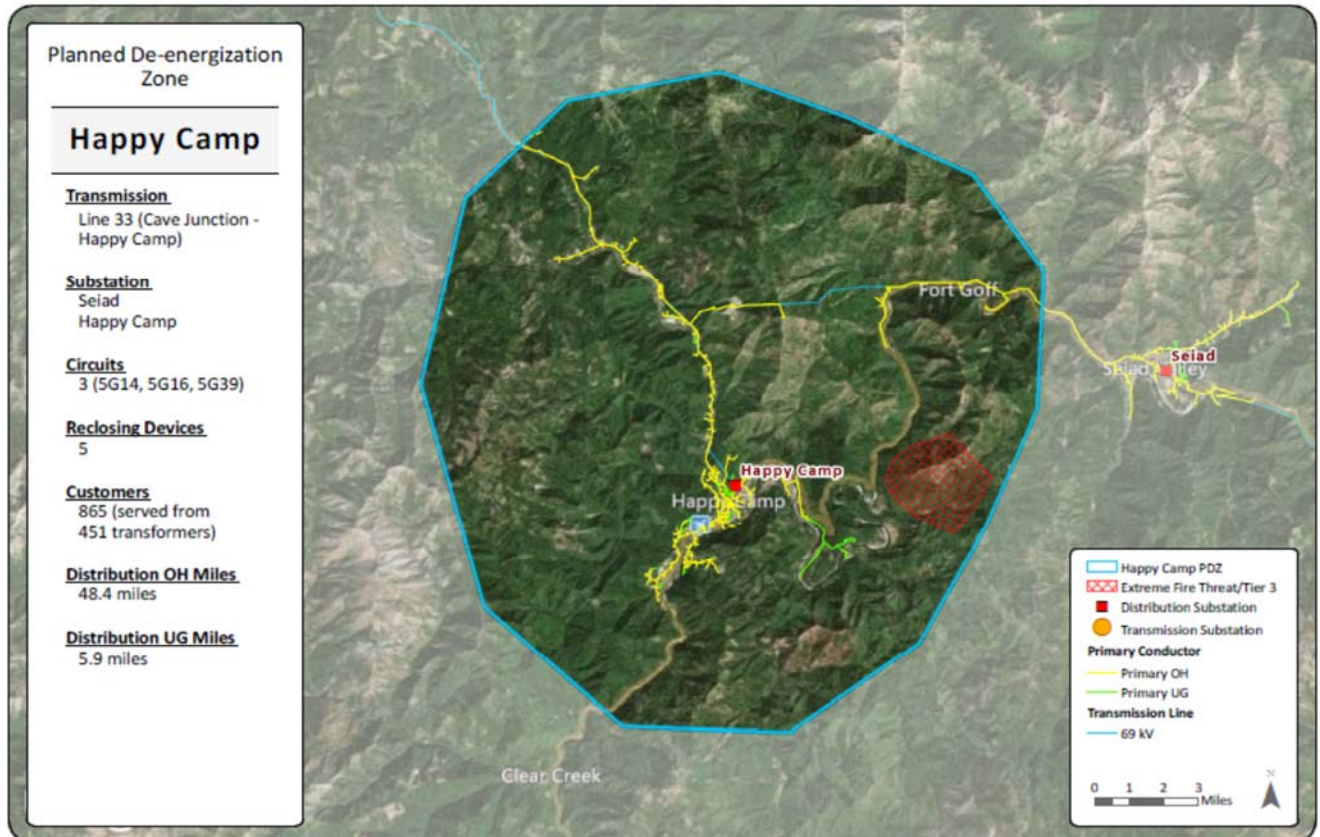 Planned De-energization
Zone
Happy Camp
Transmission
Line 33 (Cave Junction -
Happy Camp)
Substation
Seiad
Happy Camp
Circuits
3 (5G14, 5G16, 5G39)
Reclosing Devices
5
Customers
865 (served from
451 transformers)
Distribution OH Miles
48.4 miles
Distribution UG Miles
5.9 miles
Fort Goff
Seiad
Seiad Valley
Happy Camp
Happy Camp
Clear Creek
Happy Camp PDZ
Extreme Fire Threat/Tier 3
Distribution Substation
Transmission Substation
Primary Conductor
Primary OH
Primary UG
Transmission Line
69 kV
0 1 2 3
Miles
N